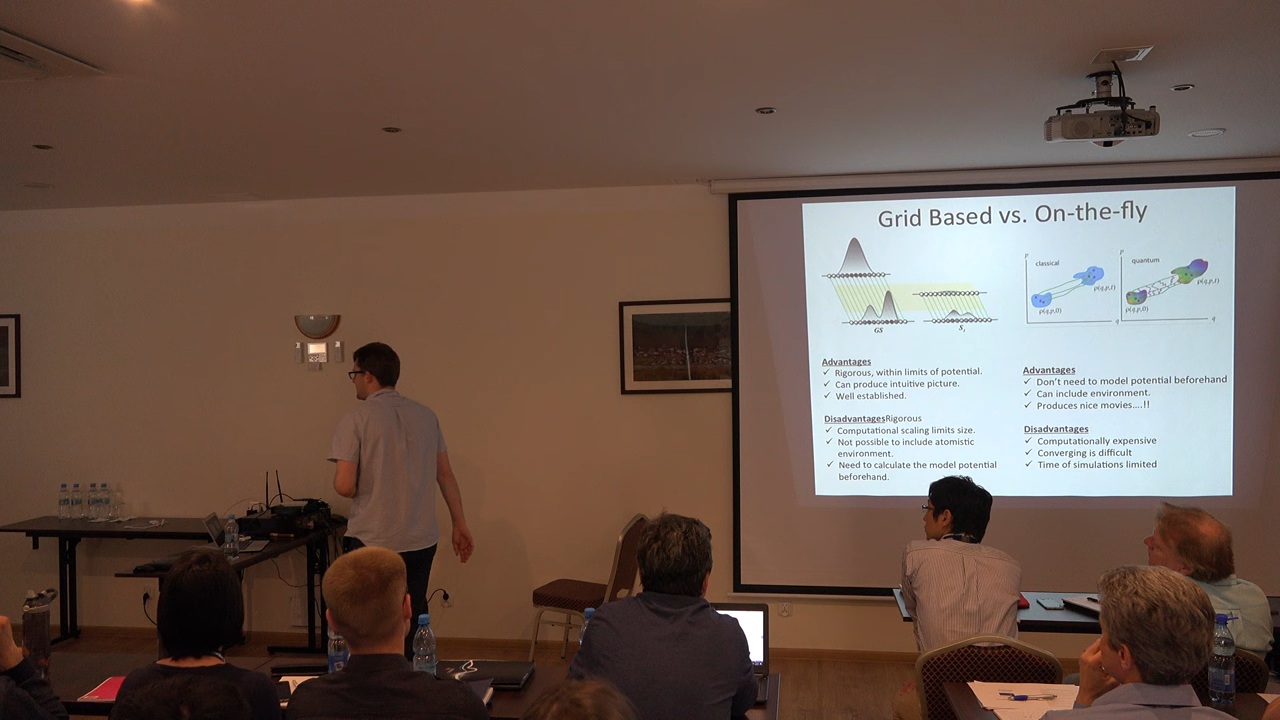 Grid Based vs. On-the-fly
GS
S₁
p
classical
ρ(q,p,t)
ρ(q,p,0)
q
p
quantum
ρ(q,p,t)
ρ(q,p,0)
q
Advantages
✓ Rigorous, within limits of potential.
✓ Can produce intuitive picture.
✓ Well established.
DisadvantagesRigorous
✓ Computational scaling limits size.
✓ Not possible to include atomistic
environment.
✓ Need to calculate the model potential
beforehand.
Advantages
✓ Don't need to model potential beforehand
✓ Can include environment.
✓ Produces nice movies....!!
Disadvantages
✓ Computationally expensive
✓ Converging is difficult
✓ Time of simulations limited